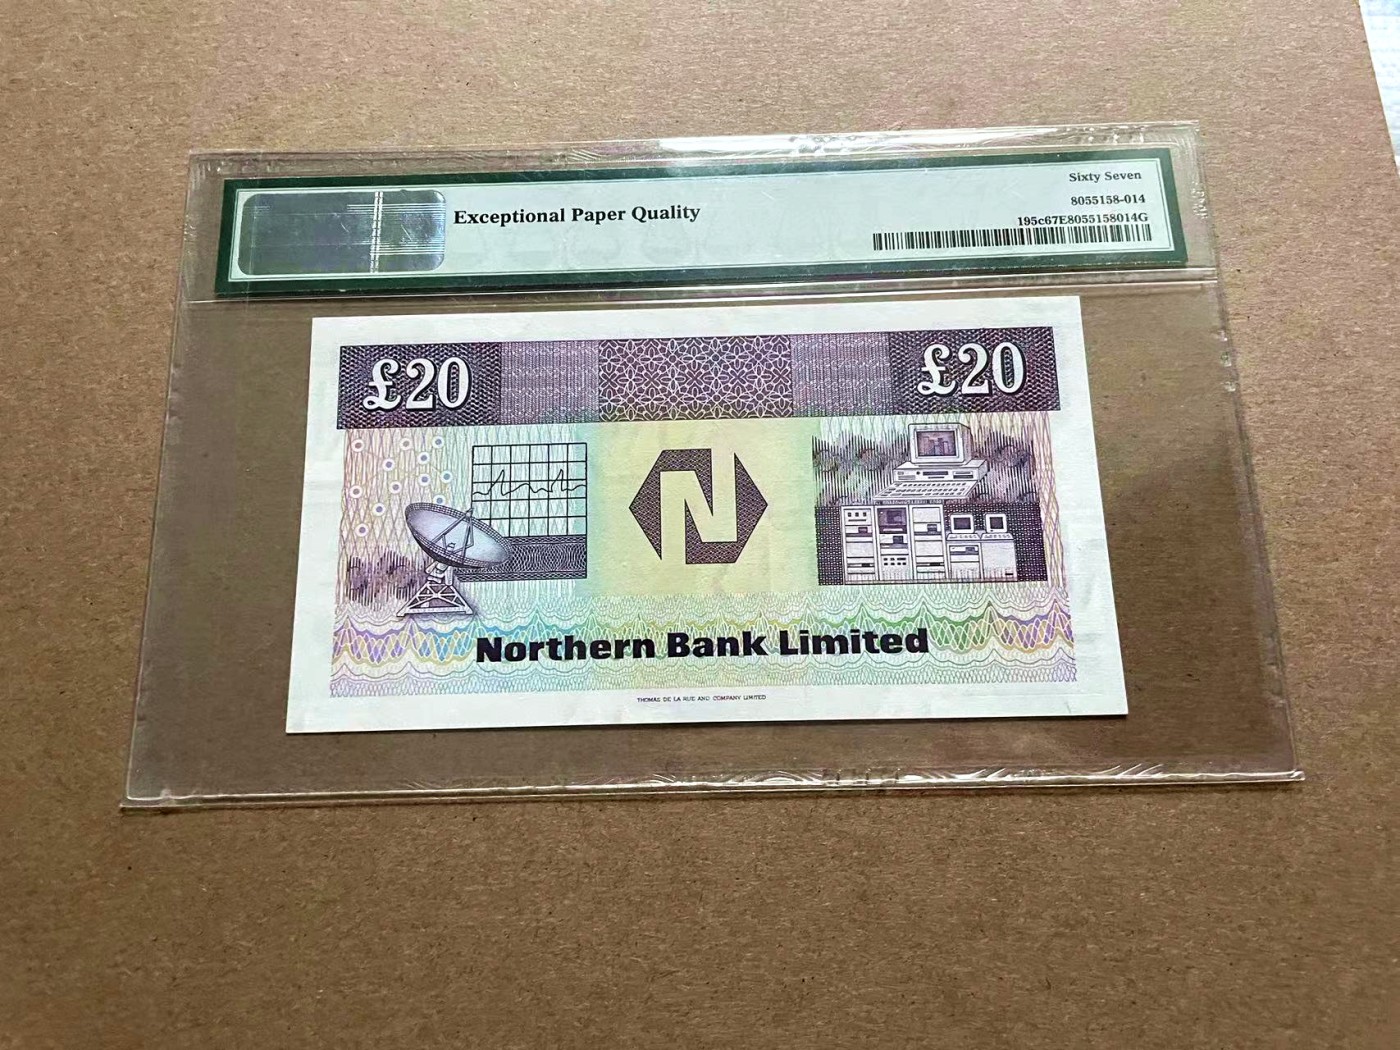 Sixty Seven
Exceptional Paper Quality
8055158-014
195c67E8055158014G
£20 £20
N
Northern Bank Limited
THOMAS DE LA RUE AND COMPANY LIMITED